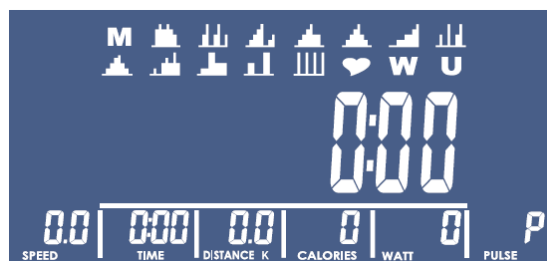 M
W U
0:00
0.0 0:00 0.0 0 0 P
SPEED TIME DISTANCE K CALORIES WATT PULSE